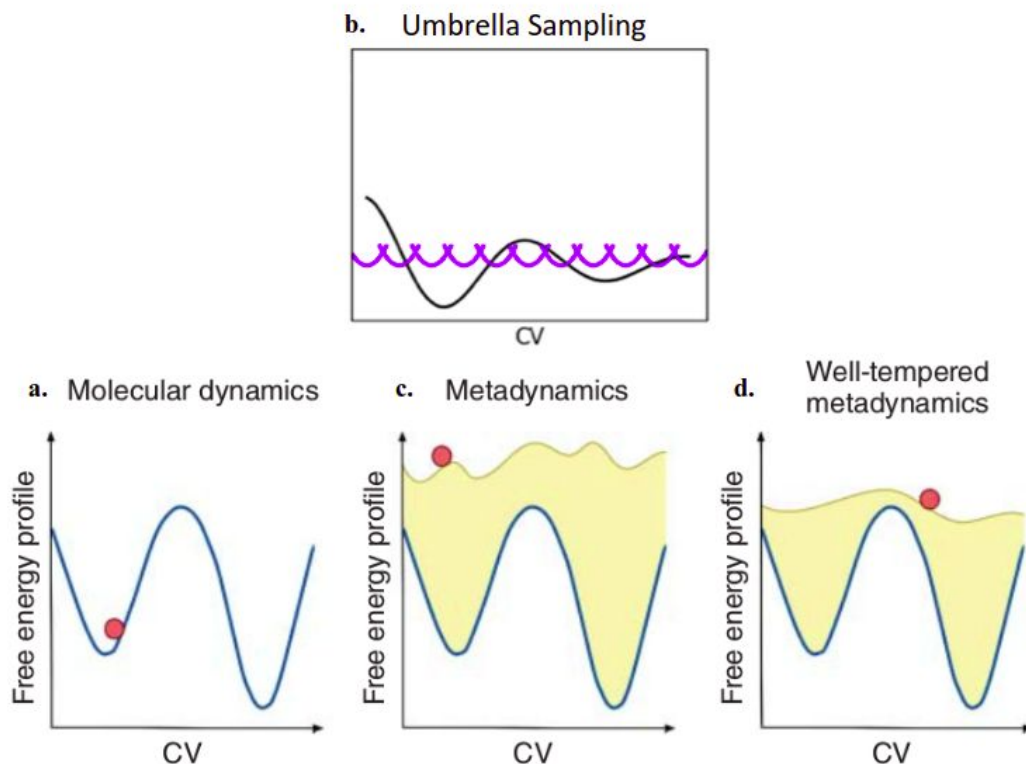 b. Umbrella Sampling
CV
a. Molecular dynamics
Free energy profile
CV
c. Metadynamics
Free energy profile
CV
d. Well-tempered
metadynamics
Free energy profile
CV